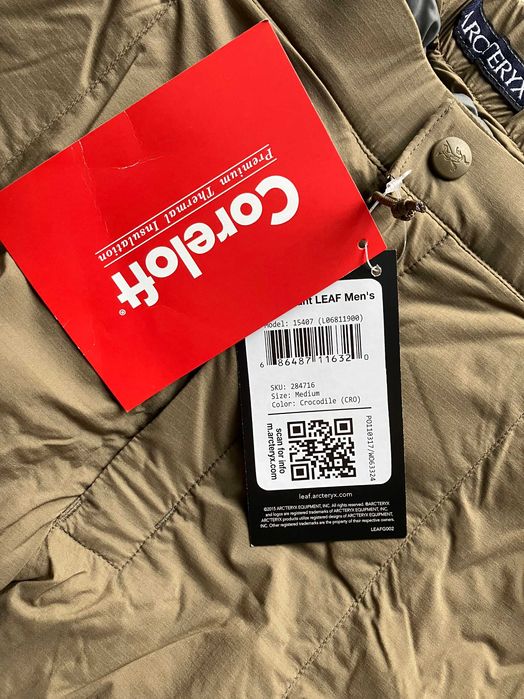 ARC'TERYX
Coreloft®
Premium Thermal Insulation
LEAF Men's
Model: 15407 (L06811900)
6 86487 11632 0
SKU: 284716
Size: Medium
Color: Crocodile (CRO)
scan for info
m.arcteryx.com
PO110317/WO63324
leaf.arcteryx.com
©2015 ARC'TERYX EQUIPMENT, INC. All rights reserved. ®ARC'TERYX
and logos are registered trademarks of ARC'TERYX EQUIPMENT, INC.
ARC'TERYX products utilize registered designs of ARC'TERYX EQUIPMENT,
INC. Other registered trademarks are the property of their respective owners.
LEAFG002